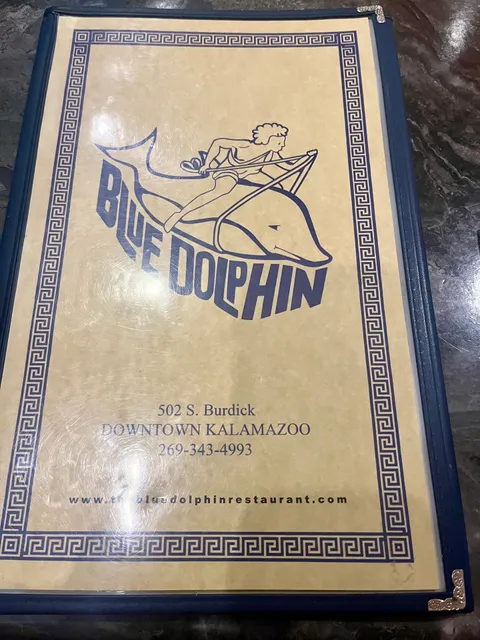 BLUE DOLPHIN
502 S. Burdick
DOWNTOWN KALAMAZOO
269-343-4993
www.thebluedolphinrestaurant.com